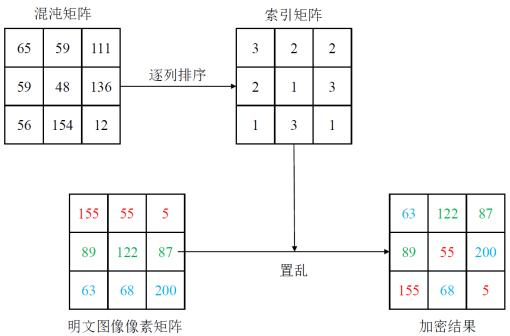 混沌矩阵 索引矩阵
65 59 111 3 2 2
逐列排序
59 48 136 2 1 3
56 154 12 1 3 1
155 55 5 63 122 87
89 122 87 89 55 200
置乱
63 68 200 155 68 5
明文图像像素矩阵 加密结果